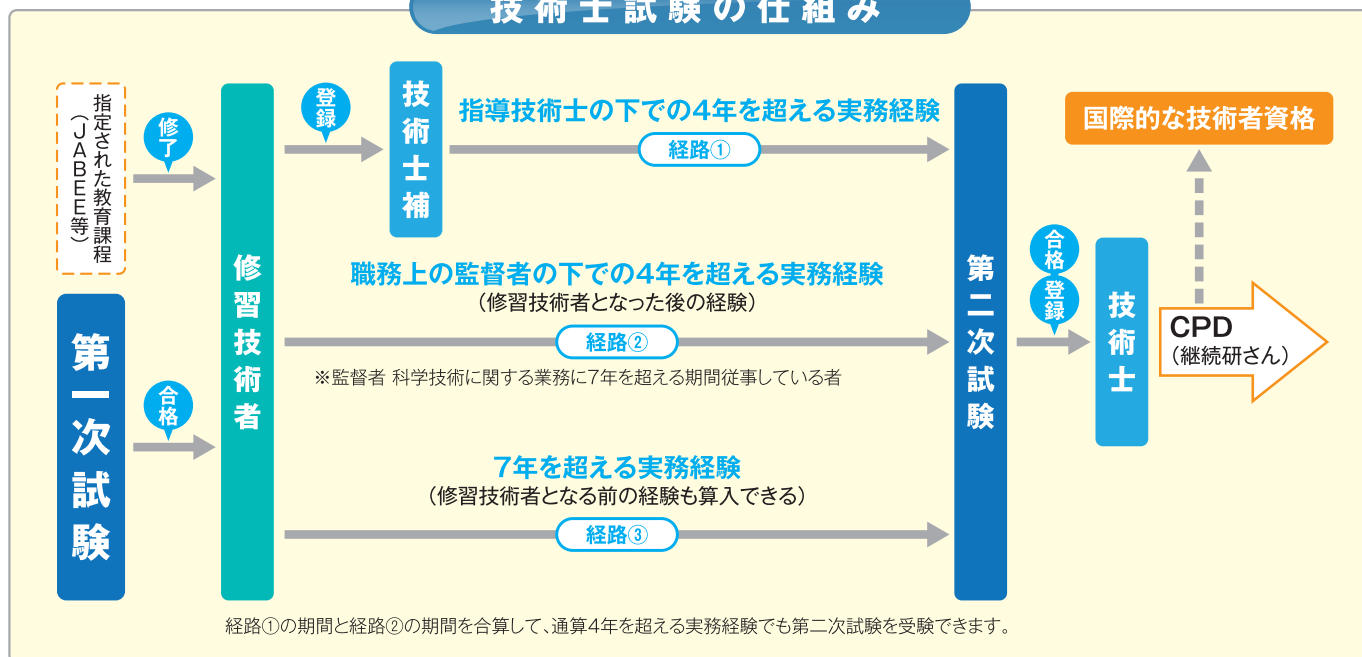 技術士試験の仕組み
指定された教育課程
（JABEE等）
修了
第一次試験
合格
修習技術者
登録
技術士補
指導技術士の下での4年を超える実務経験
経路①
職務上の監督者の下での4年を超える実務経験
（修習技術者となった後の経験）
経路②
※監督者 科学技術に関する業務に7年を超える期間従事している者
7年を超える実務経験
（修習技術者となる前の経験も算入できる）
経路③
第二次試験
合格
登録
技術士
国際的な技術者資格
CPD
（継続研さん）
経路①の期間と経路②の期間を合算して、通算4年を超える実務経験でも第二次試験を受験できます。